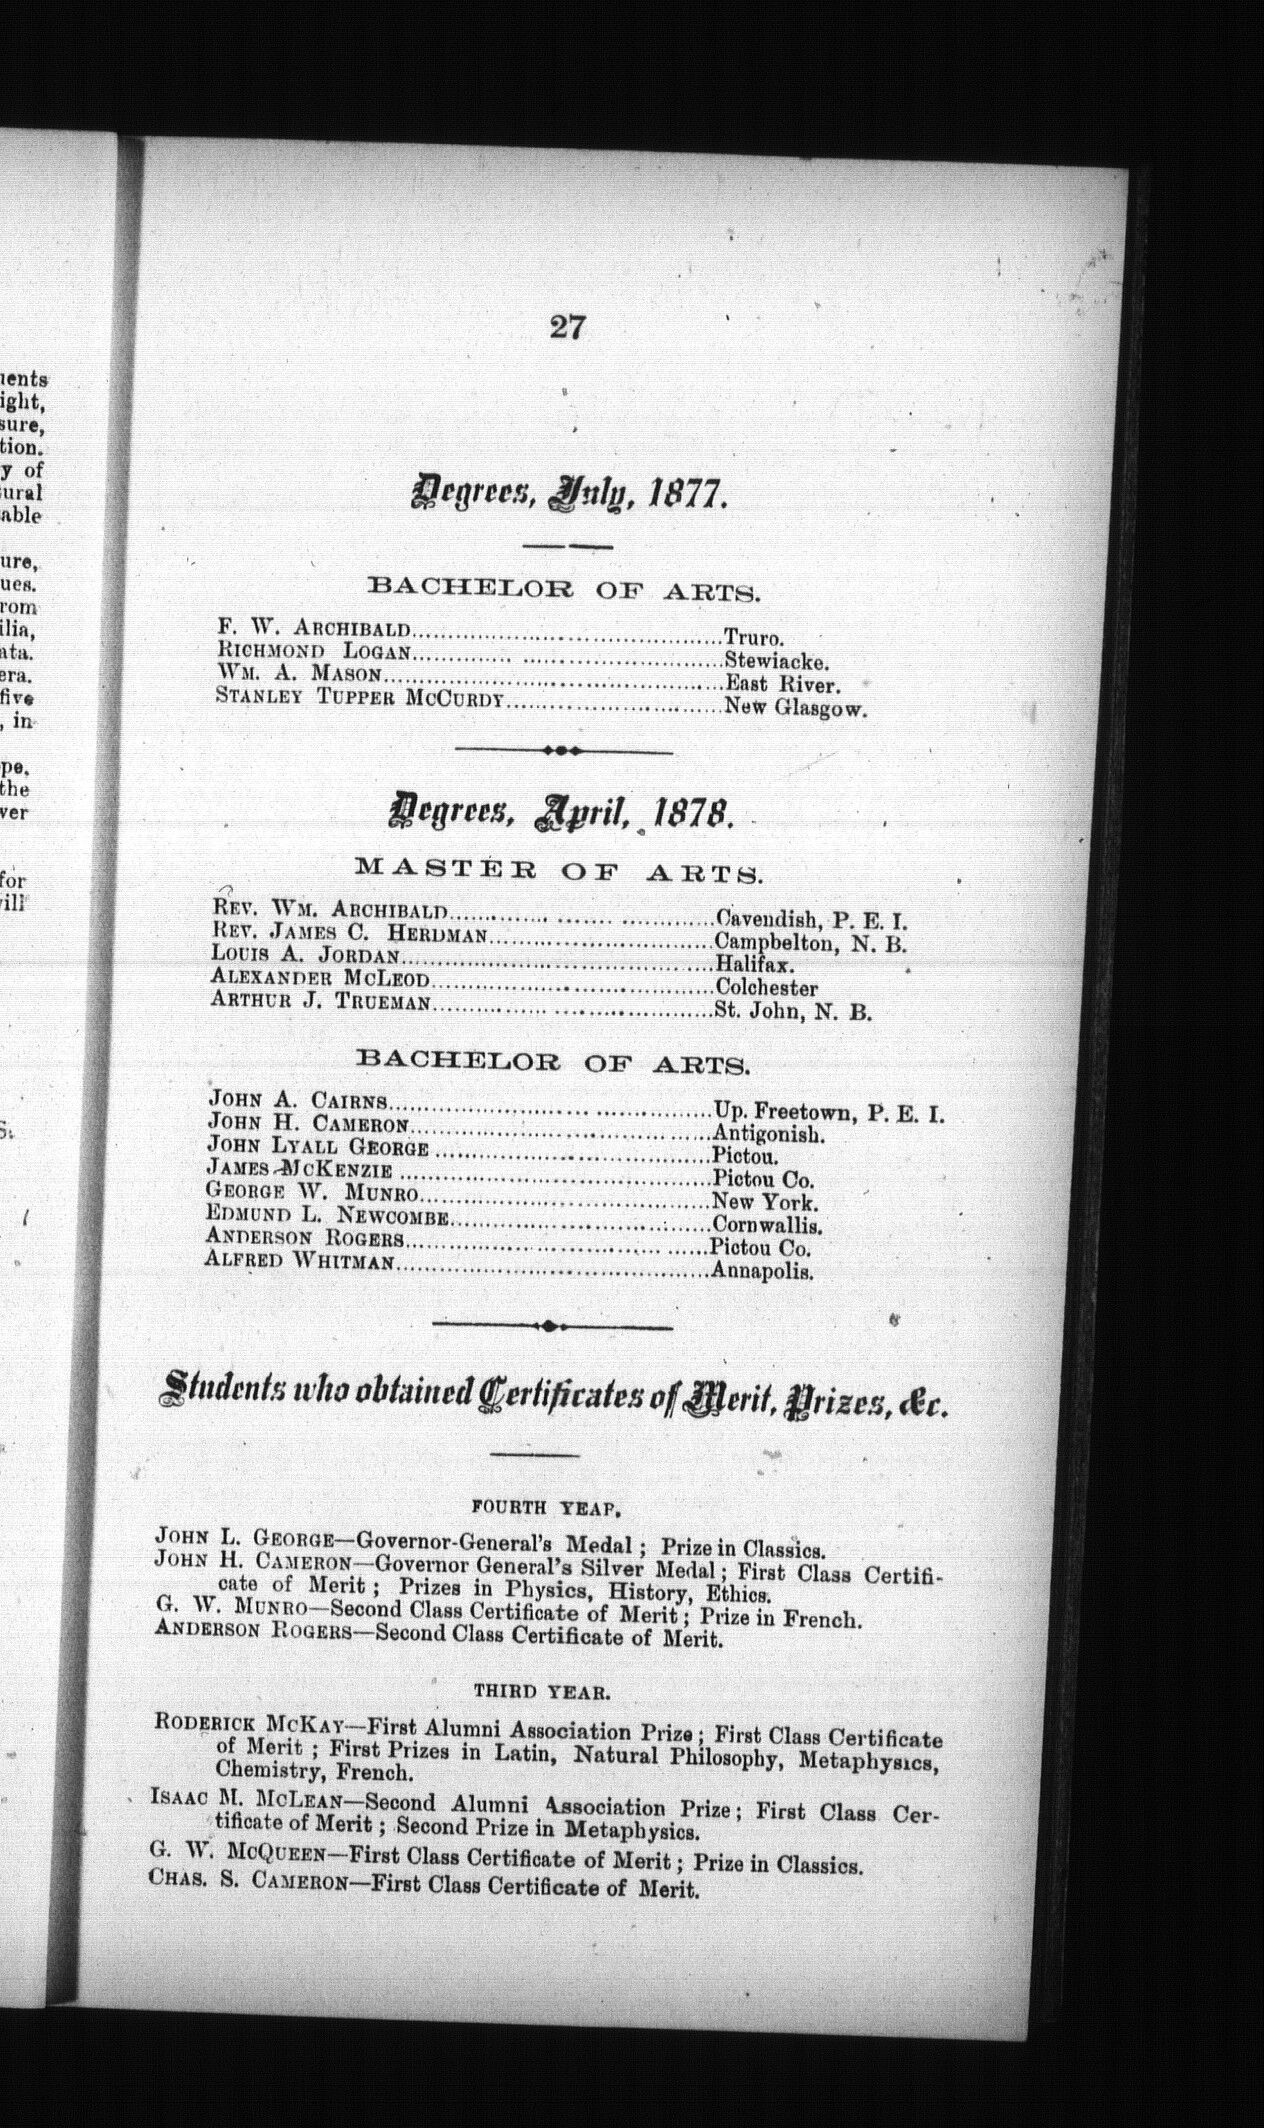 27
Degrees, July, 1877.
BACHELOR OF ARTS.
F. W. ARCHIBALD..........Truro.
RICHMOND LOGAN..........Stewiacke.
WM. A. MASON..........East River.
STANLEY TUPPER MCCURDY..........New Glasgow.
Degrees, April, 1878.
MASTER OF ARTS.
REV. WM. ARCHIBALD..........Cavendish, P. E. I.
REV. JAMES C. HERDMAN..........Campbelton, N. B.
LOUIS A. JORDAN..........Halifax.
ALEXANDER MCLEOD..........Colchester
ARTHUR J. TRUEMAN..........St. John, N. B.
BACHELOR OF ARTS.
JOHN A. CAIRNS..........Up. Freetown, P. E. I.
JOHN H. CAMERON..........Antigonish.
JOHN LYALL GEORGE..........Pictou.
JAMES MCKENZIE..........Pictou Co.
GEORGE W. MUNRO..........New York.
EDMUND L. NEWCOMBE..........Cornwallis.
ANDERSON ROGERS..........Pictou Co.
ALFRED WHITMAN..........Annapolis.
Students who obtained Certificates of Merit, Prizes, &c.
FOURTH YEAR.
JOHN L. GEORGE—Governor-General's Medal; Prize in Classics.
JOHN H. CAMERON—Governor General's Silver Medal; First Class Certifi-
cate of Merit; Prizes in Physics, History, Ethics.
G. W. MUNRO—Second Class Certificate of Merit; Prize in French.
ANDERSON ROGERS—Second Class Certificate of Merit.
THIRD YEAR.
RODERICK MCKAY—First Alumni Association Prize; First Class Certificate
of Merit; First Prizes in Latin, Natural Philosophy, Metaphysics,
Chemistry, French.
ISAAC M. MCLEAN—Second Alumni Association Prize; First Class Cer-
tificate of Merit; Second Prize in Metaphysics.
G. W. MCQUEEN—First Class Certificate of Merit; Prize in Classics.
CHAS. S. CAMERON—First Class Certificate of Merit.